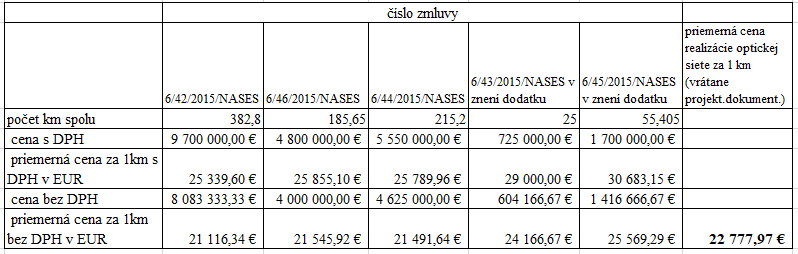 číslo zmluvy
priemerná cena
realizácie optickej
siete za 1 km
(vrátane
projekt.dokument.)
6/42/2015/NASES 6/46/2015/NASES 6/44/2015/NASES 6/43/2015/NASES v znení dodatku 6/45/2015/NASES v znení dodatku
počet km spolu 382,8 185,65 215,2 25 55,405
cena s DPH 9 700 000,00 € 4 800 000,00 € 5 550 000,00 € 725 000,00 € 1 700 000,00 €
priemerná cena za 1km s
DPH v EUR 25 339,60 € 25 855,10 € 25 789,96 € 29 000,00 € 30 683,15 €
cena bez DPH 8 083 333,33 € 4 000 000,00 € 4 625 000,00 € 604 166,67 € 1 416 666,67 €
priemerná cena za 1km
bez DPH v EUR 21 116,34 € 21 545,92 € 21 491,64 € 24 166,67 € 25 569,29 € 22 777,97 €